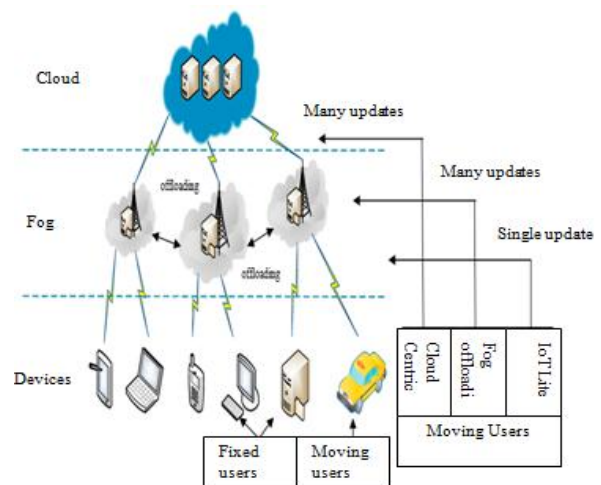 Cloud
Many updates
Many updates
offloading
Fog
Single update
offloading
Devices
Cloud
Centric
Fog
offloadi
IoTLite
Moving Users
Fixed
users
Moving
users